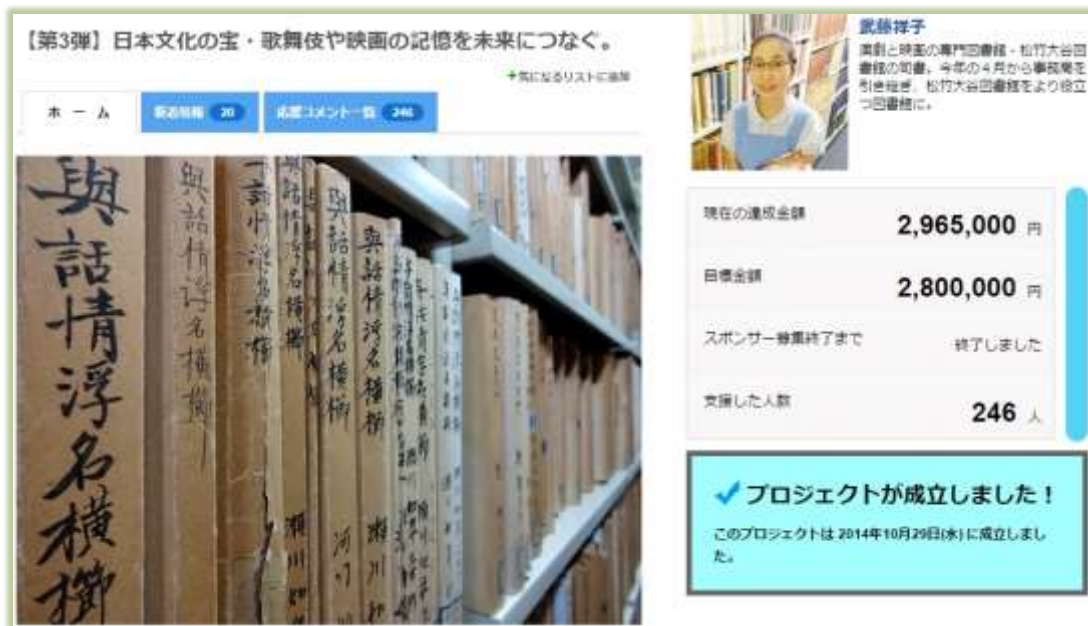 【第3弾】日本文化の宝・歌舞伎や映画の記憶を未来につなぐ。
+気になるリストに追加
ホーム
新着情報 20
応援コメント一覧 246
與話情浮名横櫛
與話情浮名横櫛
與話情浮名横櫛
與話情浮名横櫛
武藤祥子
演劇と映画の専門図書館・松竹大谷図
書館の司書。今年の4月から事務局を
引き継ぎ、松竹大谷図書館をより役立
つ図書館に。
現在の達成金額
2,965,000 円
目標金額
2,800,000 円
スポンサー募集終了まで
終了しました
支援した人数
246 人
プロジェクトが成立しました！
このプロジェクトは 2014年10月29日(水) に成立しまし
た。